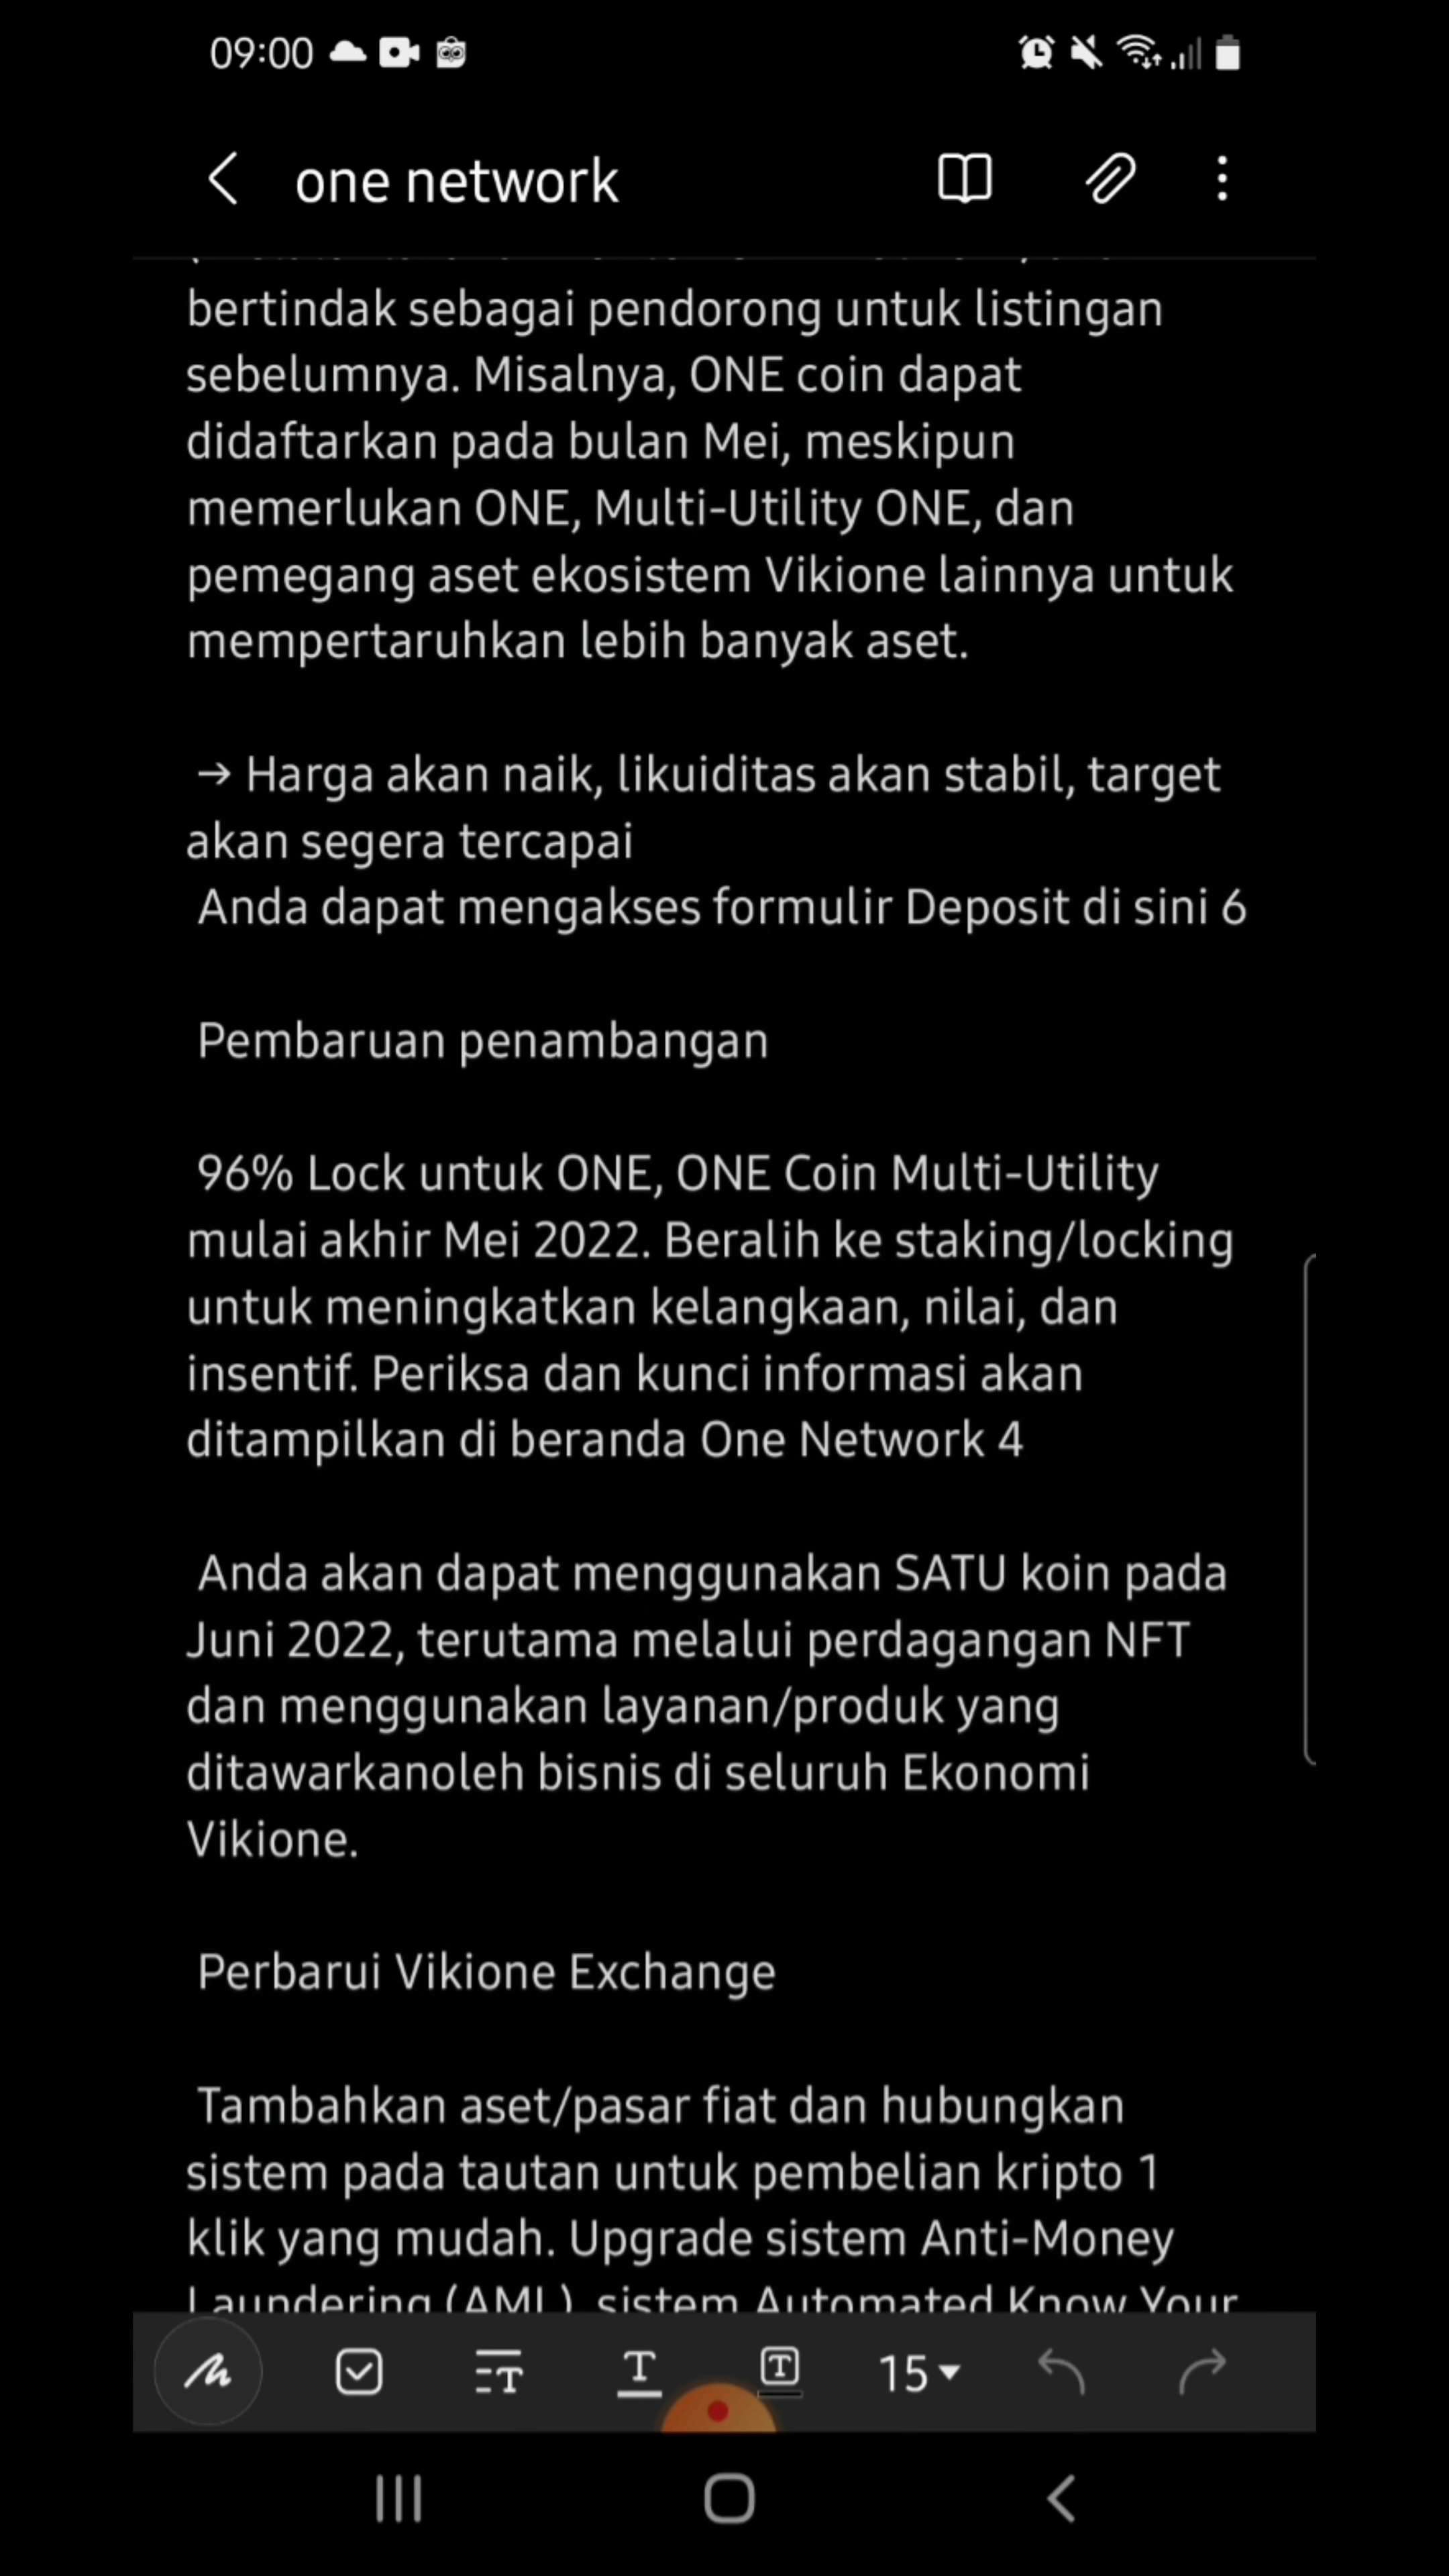 09:00
one network
bertindak sebagai pendorong untuk listingan
sebelumnya. Misalnya, ONE coin dapat
didaftarkan pada bulan Mei, meskipun
memerlukan ONE, Multi-Utility ONE, dan
pemegang aset ekosistem Vikione lainnya untuk
mempertaruhkan lebih banyak aset.
→ Harga akan naik, likuiditas akan stabil, target
akan segera tercapai
Anda dapat mengakses formulir Deposit di sini 6
Pembaruan penambangan
96% Lock untuk ONE, ONE Coin Multi-Utility
mulai akhir Mei 2022. Beralih ke staking/locking
untuk meningkatkan kelangkaan, nilai, dan
insentif. Periksa dan kunci informasi akan
ditampilkan di beranda One Network 4
Anda akan dapat menggunakan SATU koin pada
Juni 2022, terutama melalui perdagangan NFT
dan menggunakan layanan/produk yang
ditawarkanoleh bisnis di seluruh Ekonomi
Vikione.
Perbarui Vikione Exchange
Tambahkan aset/pasar fiat dan hubungkan
sistem pada tautan untuk pembelian kripto 1
klik yang mudah. Upgrade sistem Anti-Money
Laundering (AML), sistem Automated Know Your
15